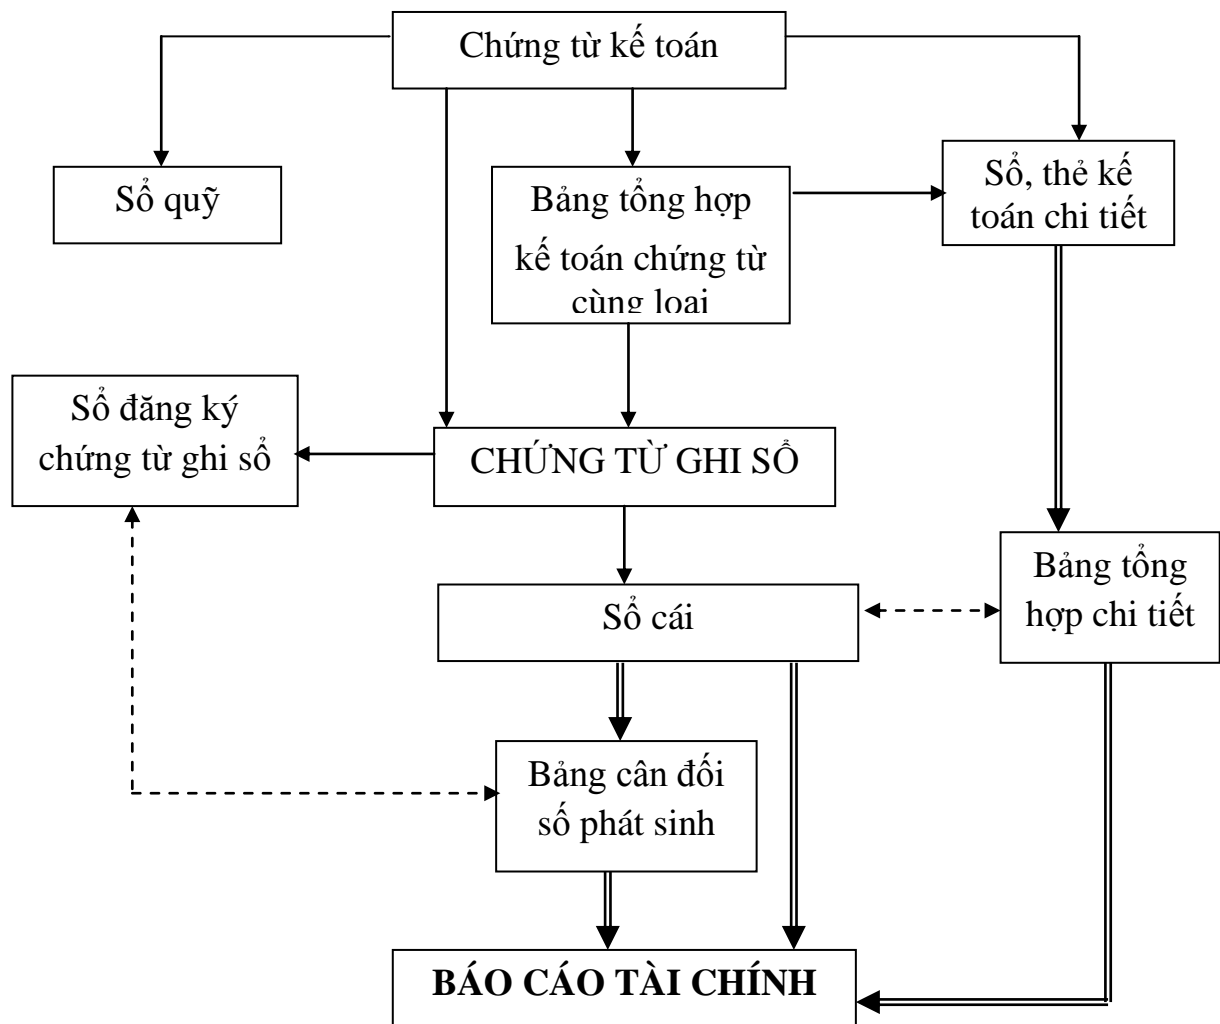 Chứng từ kế toán
Sổ quỹ
Bảng tổng hợp
kế toán chứng từ
cùng loại
Sổ, thẻ kế
toán chi tiết
Sổ đăng ký
chứng từ ghi sổ
CHỨNG TỪ GHI SỔ
Sổ cái
Bảng tổng
hợp chi tiết
Bảng cân đối
số phát sinh
BÁO CÁO TÀI CHÍNH